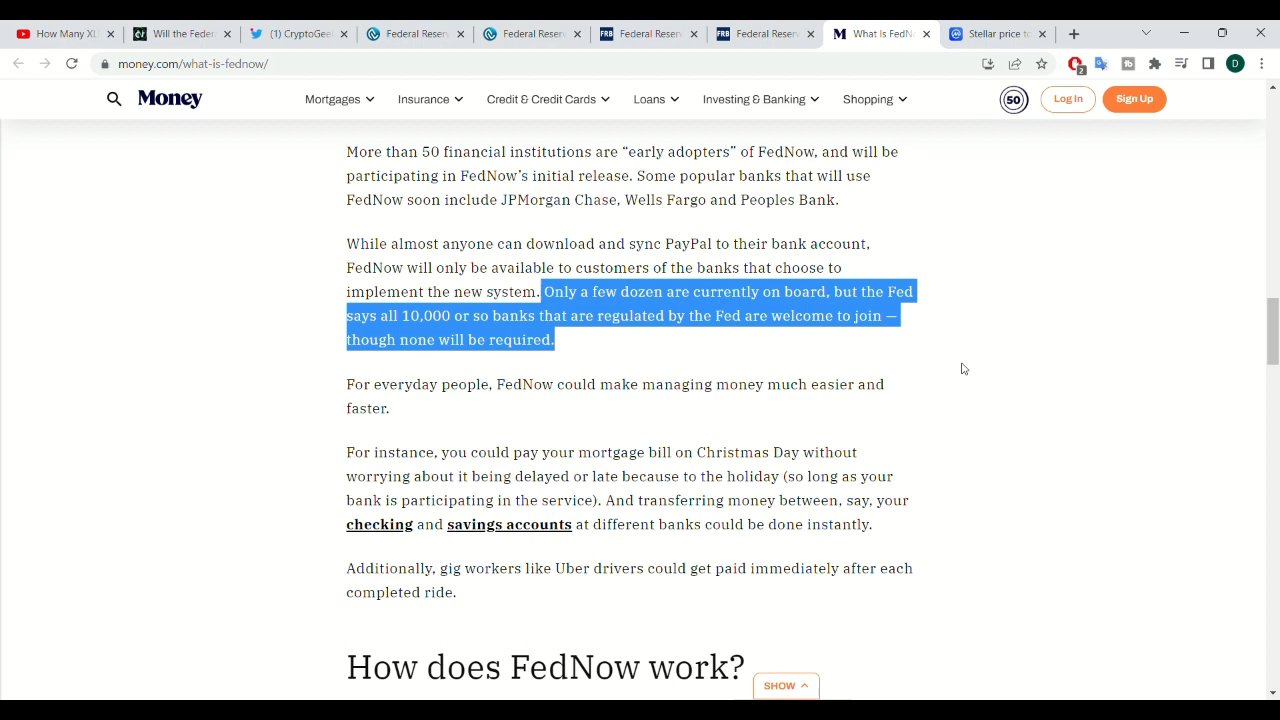 How Many XL
Will the Feder
(1) CryptoGee
Federal Reser
Federal Reser
Federal Reser
Federal Reser
What Is FedN
Stellar price to
money.com/what-is-fednow/
2
D
Money
Mortgages
Insurance
Credit & Credit Cards
Loans
Investing & Banking
Shopping
50
Log In
Sign Up
More than 50 financial institutions are “early adopters” of FedNow, and will be
participating in FedNow’s initial release. Some popular banks that will use
FedNow soon include JPMorgan Chase, Wells Fargo and Peoples Bank.
While almost anyone can download and sync PayPal to their bank account,
FedNow will only be available to customers of the banks that choose to
implement the new system. Only a few dozen are currently on board, but the Fed
says all 10,000 or so banks that are regulated by the Fed are welcome to join —
though none will be required.
For everyday people, FedNow could make managing money much easier and
faster.
For instance, you could pay your mortgage bill on Christmas Day without
worrying about it being delayed or late because to the holiday (so long as your
bank is participating in the service). And transferring money between, say, your
checking and savings accounts at different banks could be done instantly.
Additionally, gig workers like Uber drivers could get paid immediately after each
completed ride.
How does FedNow work?
SHOW